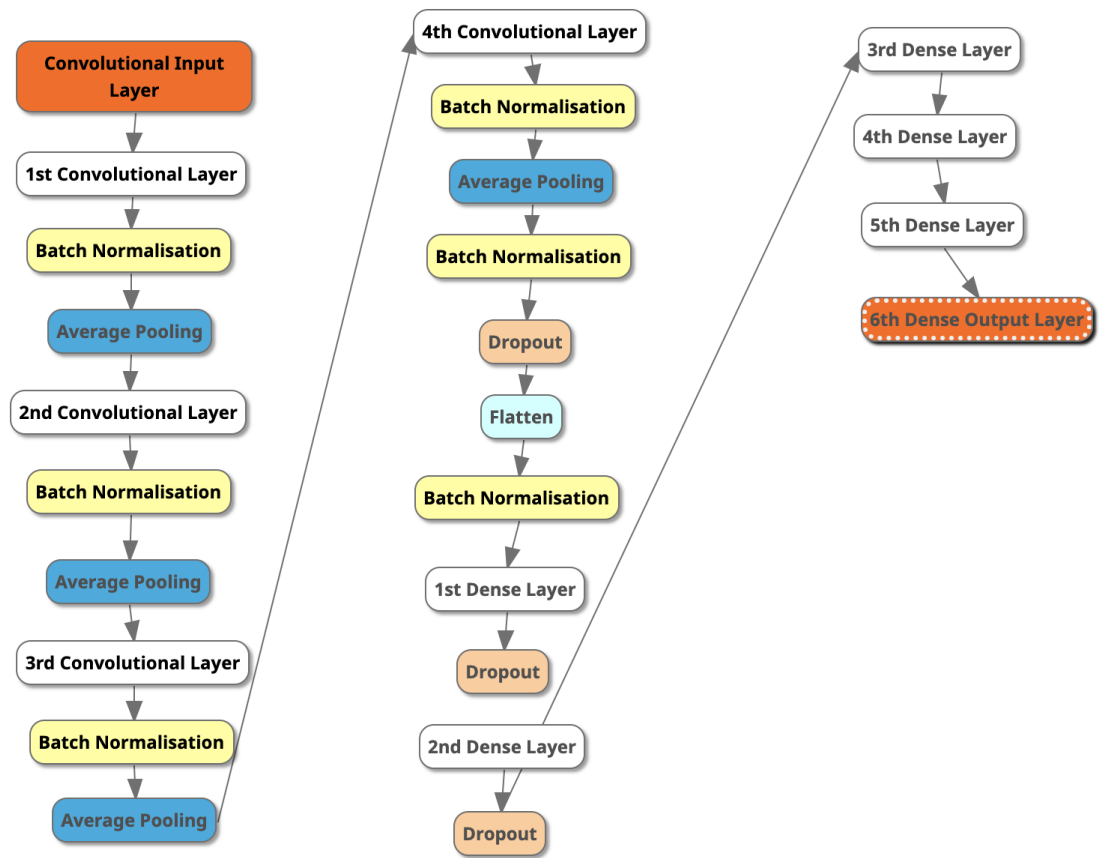 Convolutional Input
Layer
1st Convolutional Layer
Batch Normalisation
Average Pooling
2nd Convolutional Layer
Batch Normalisation
Average Pooling
3rd Convolutional Layer
Batch Normalisation
Average Pooling
4th Convolutional Layer
Batch Normalisation
Average Pooling
Batch Normalisation
Dropout
Flatten
Batch Normalisation
1st Dense Layer
Dropout
2nd Dense Layer
Dropout
3rd Dense Layer
4th Dense Layer
5th Dense Layer
6th Dense Output Layer